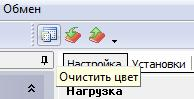 Обмен
Настройка Установки
Очистить цвет
Нагрузка